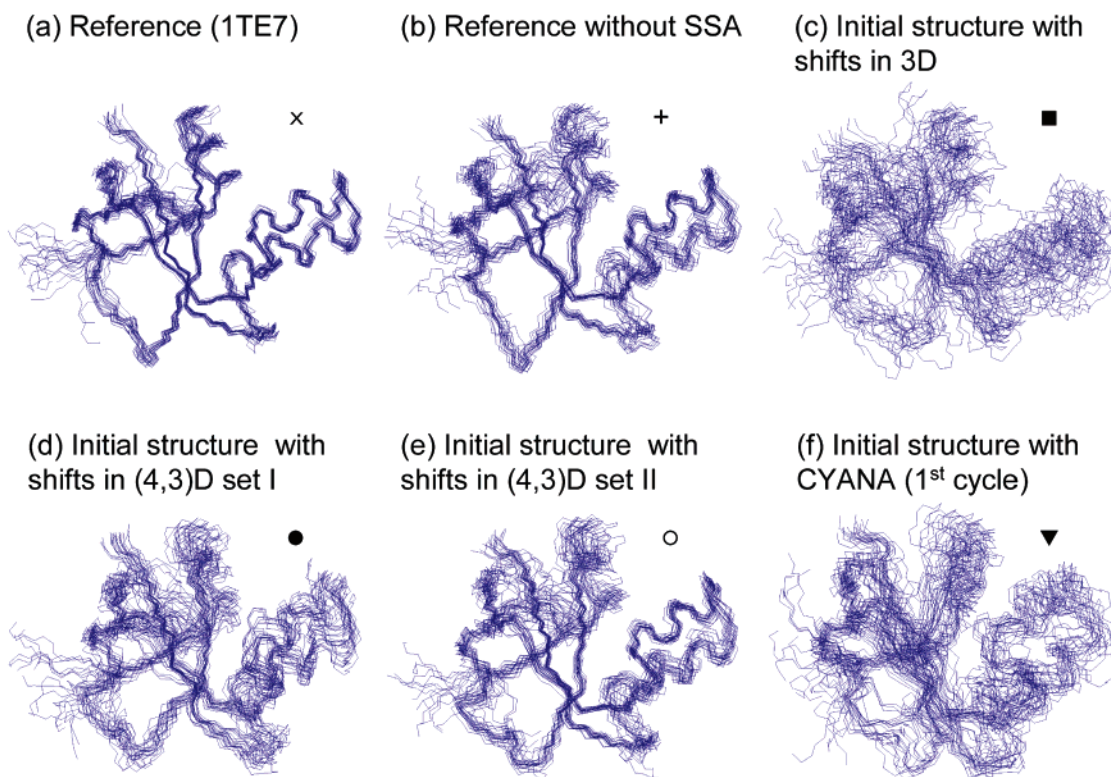 (a) Reference (1TE7)
(b) Reference without SSA
(c) Initial structure with
shifts in 3D
(d) Initial structure with
shifts in (4,3)D set I
(e) Initial structure with
shifts in (4,3)D set II
(f) Initial structure with
CYANA (1st cycle)